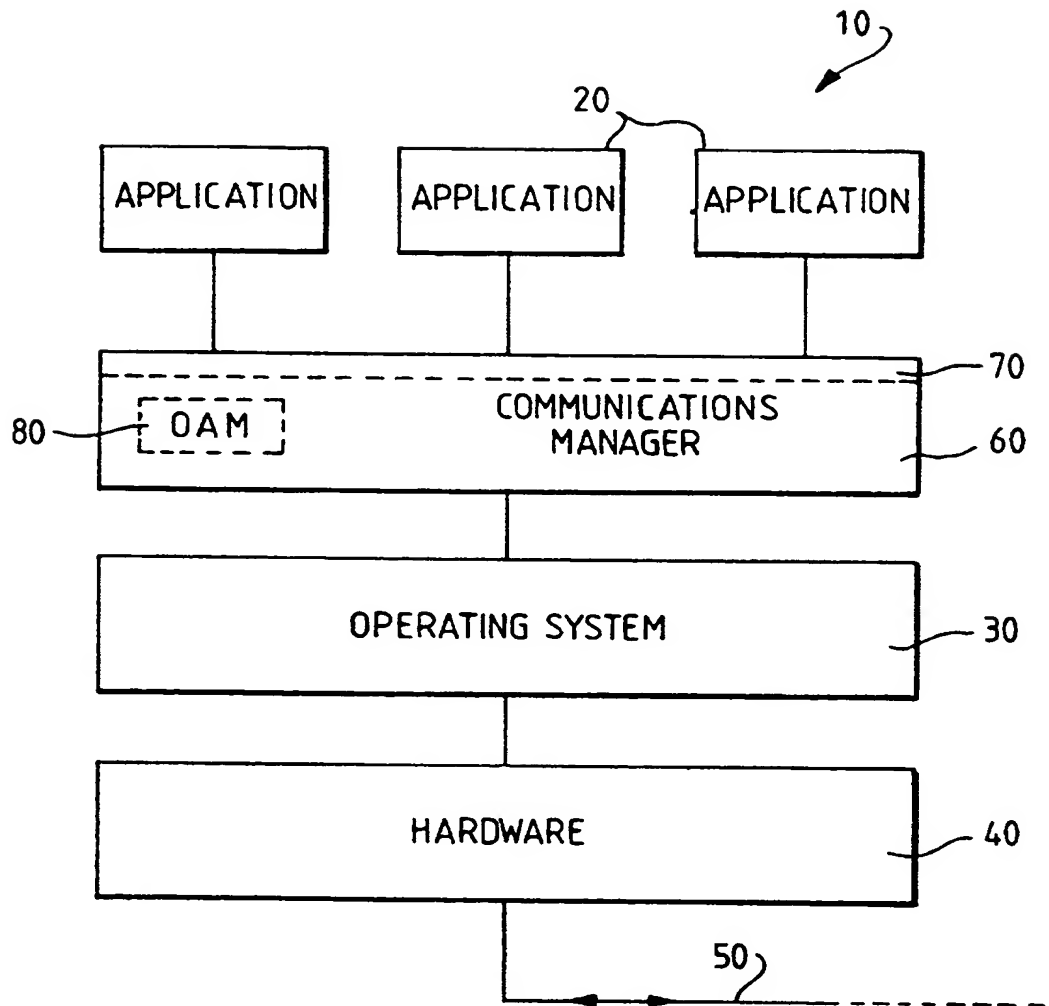 10
20
APPLICATION
APPLICATION
APPLICATION
70
COMMUNICATIONS
MANAGER
80
OAM
60
OPERATING SYSTEM
30
HARDWARE
40
50